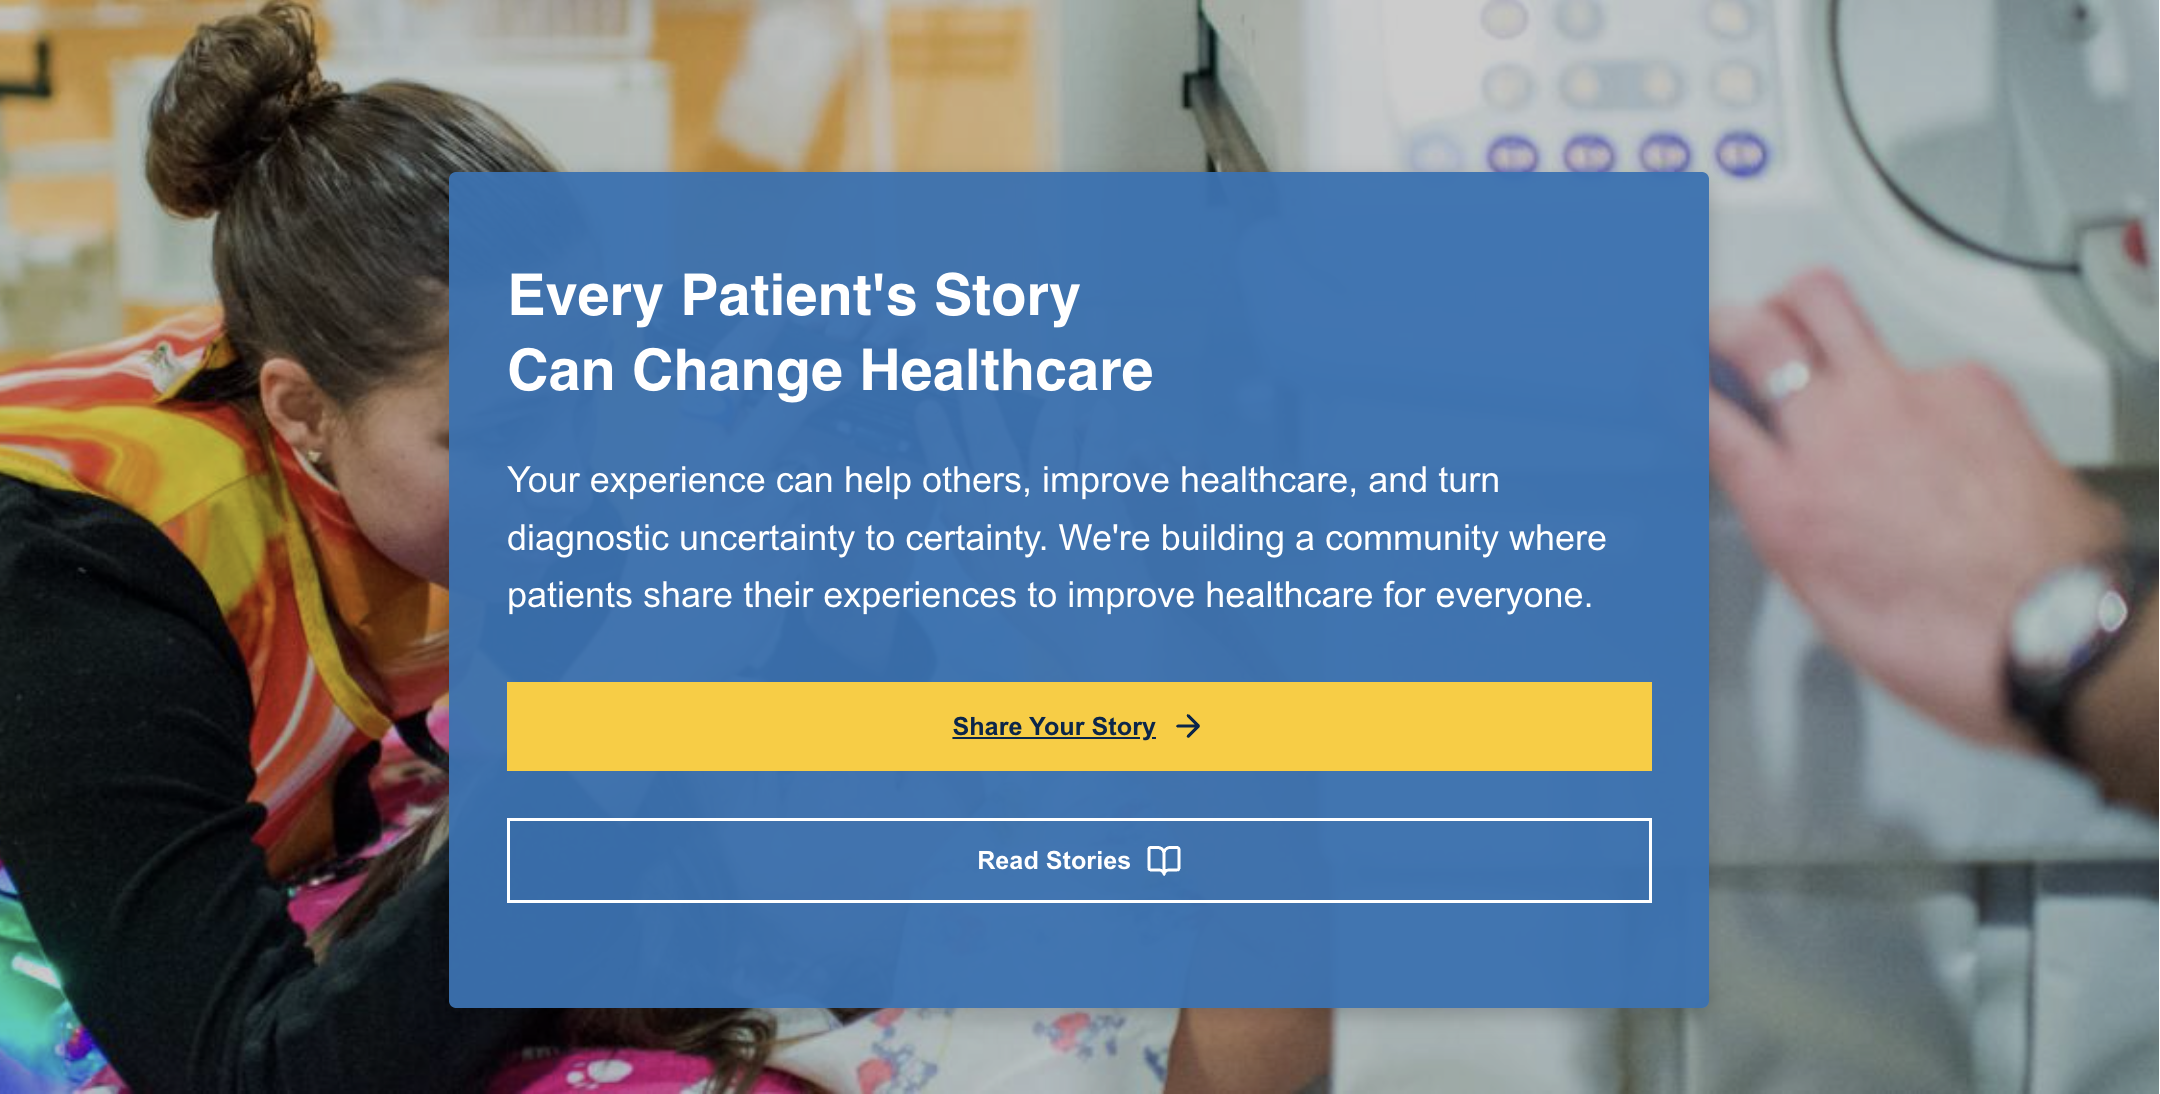 Every Patient's Story
Can Change Healthcare
Your experience can help others, improve healthcare, and turn
diagnostic uncertainty to certainty. We're building a community where
patients share their experiences to improve healthcare for everyone.
Share Your Story
Read Stories